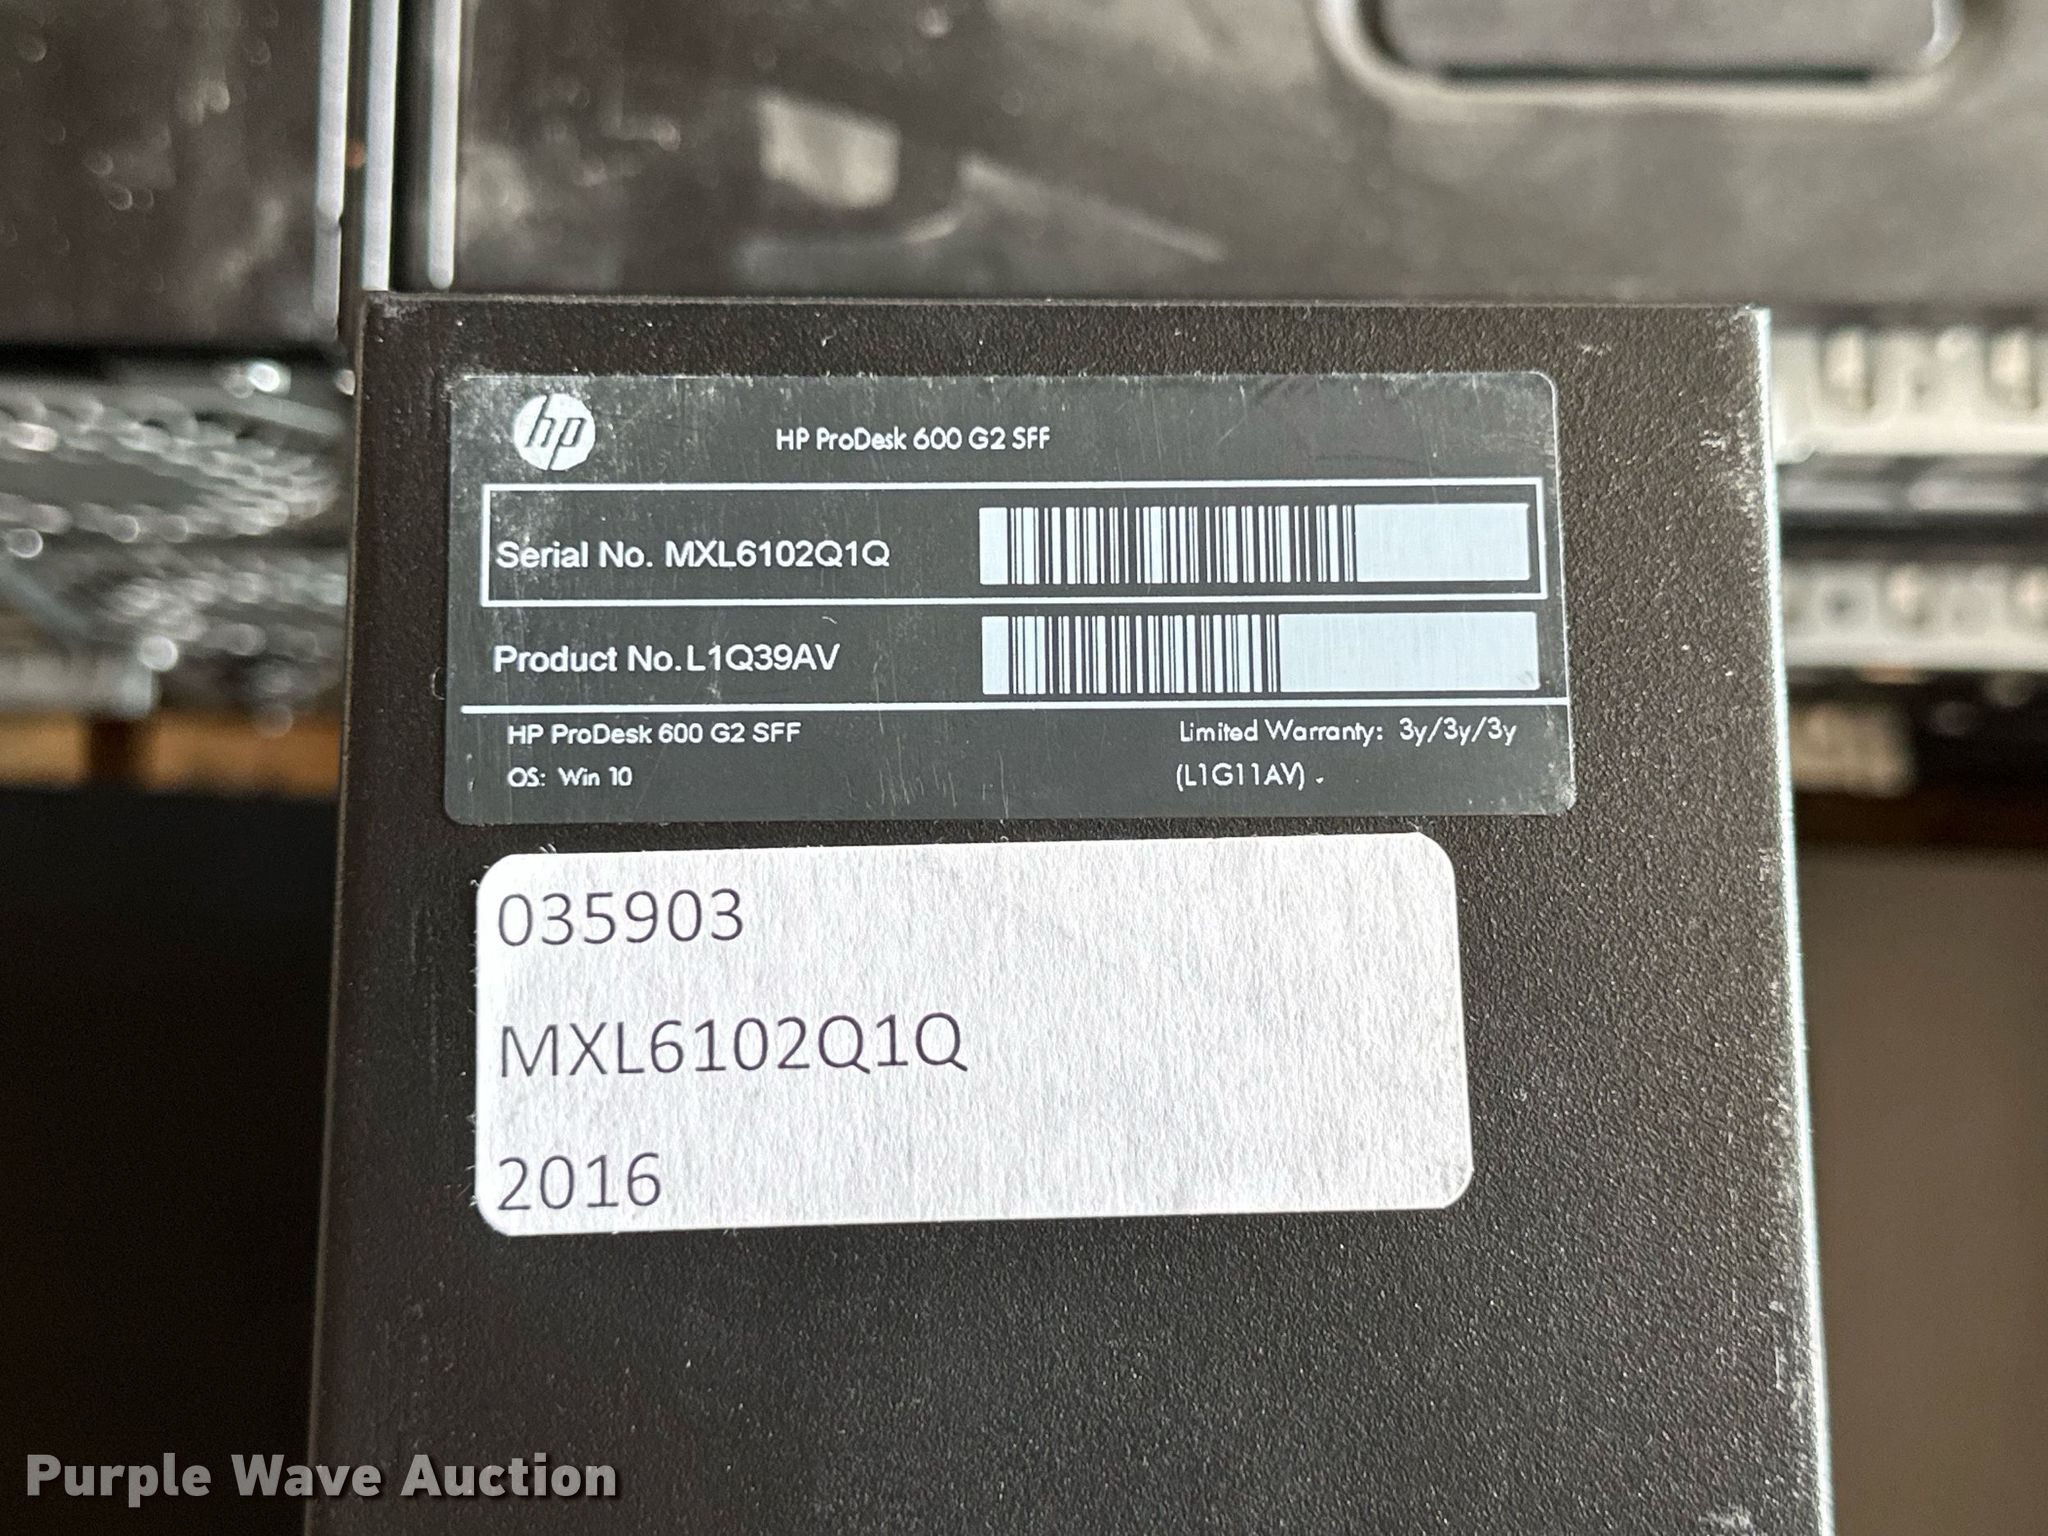 hp
HP ProDesk 600 G2 SFF
Serial No. MXL6102Q1Q
Product No.L1Q39AV
HP ProDesk 600 G2 SFF
Limited Warranty: 3y/3y/3y
OS: Win 10
(L1G11AV) .
035903
MXL6102Q1Q
2016
Purple Wave Auction